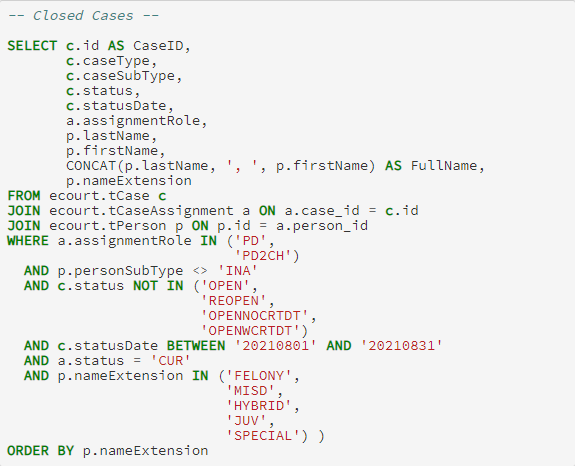 -- Closed Cases --
SELECT c.id AS CaseID,
c.caseType,
c.caseSubType,
c.status,
c.statusDate,
a.assignmentRole,
p.lastName,
p.firstName,
CONCAT(p.lastName, ', ', p.firstName) AS FullName,
p.nameExtension
FROM ecourt.tCase c
JOIN ecourt.tCaseAssignment a ON a.case_id = c.id
JOIN ecourt.tPerson p ON p.id = a.person_id
WHERE a.assignmentRole IN ('PD',
'PD2CH')
AND p.personSubType <> 'INA'
AND c.status NOT IN ('OPEN',
'REOPEN',
'OPENNOCRTDT',
'OPENWCRTDT')
AND c.statusDate BETWEEN '20210801' AND '20210831'
AND a.status = 'CUR'
AND p.nameExtension IN ('FELONY',
'MISD',
'HYBRID',
'JUV',
'SPECIAL') )
ORDER BY p.nameExtension